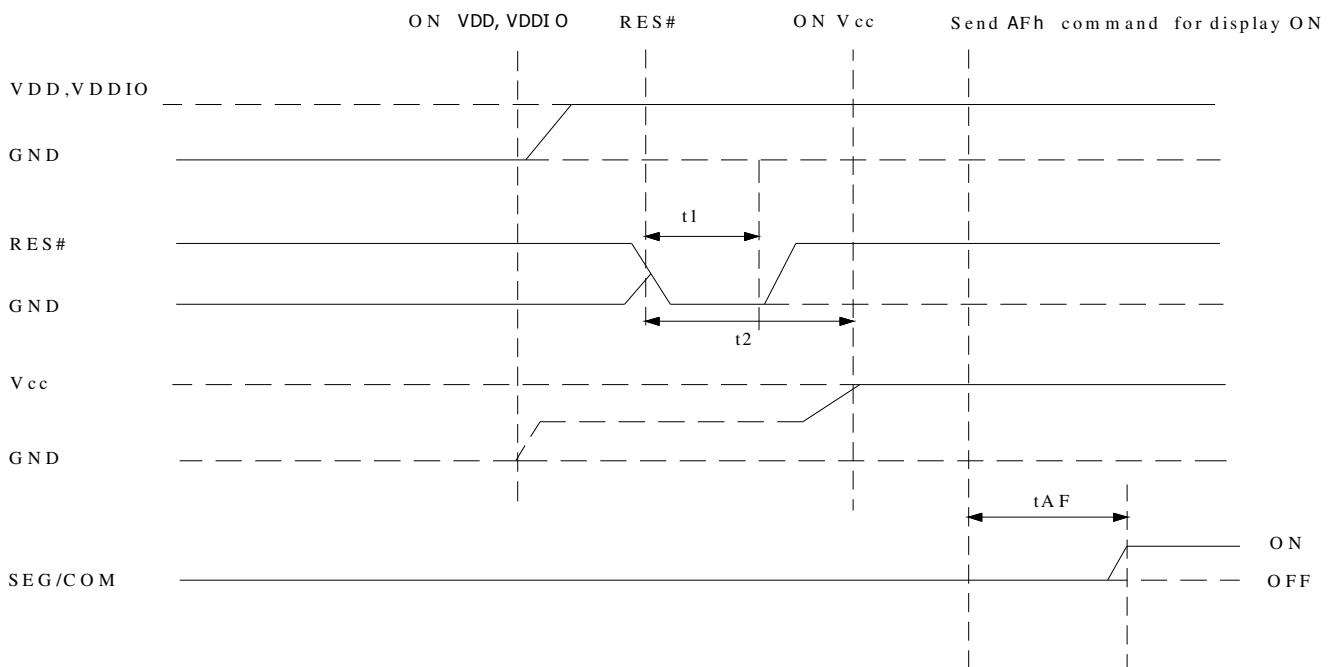 ON VDD, VDDIO RES# ON Vcc Send AFh command for display ON
VDD,VDDIO
GND
t1
RES#
GND
t2
Vcc
GND
tAF
ON
SEG/COM
OFF